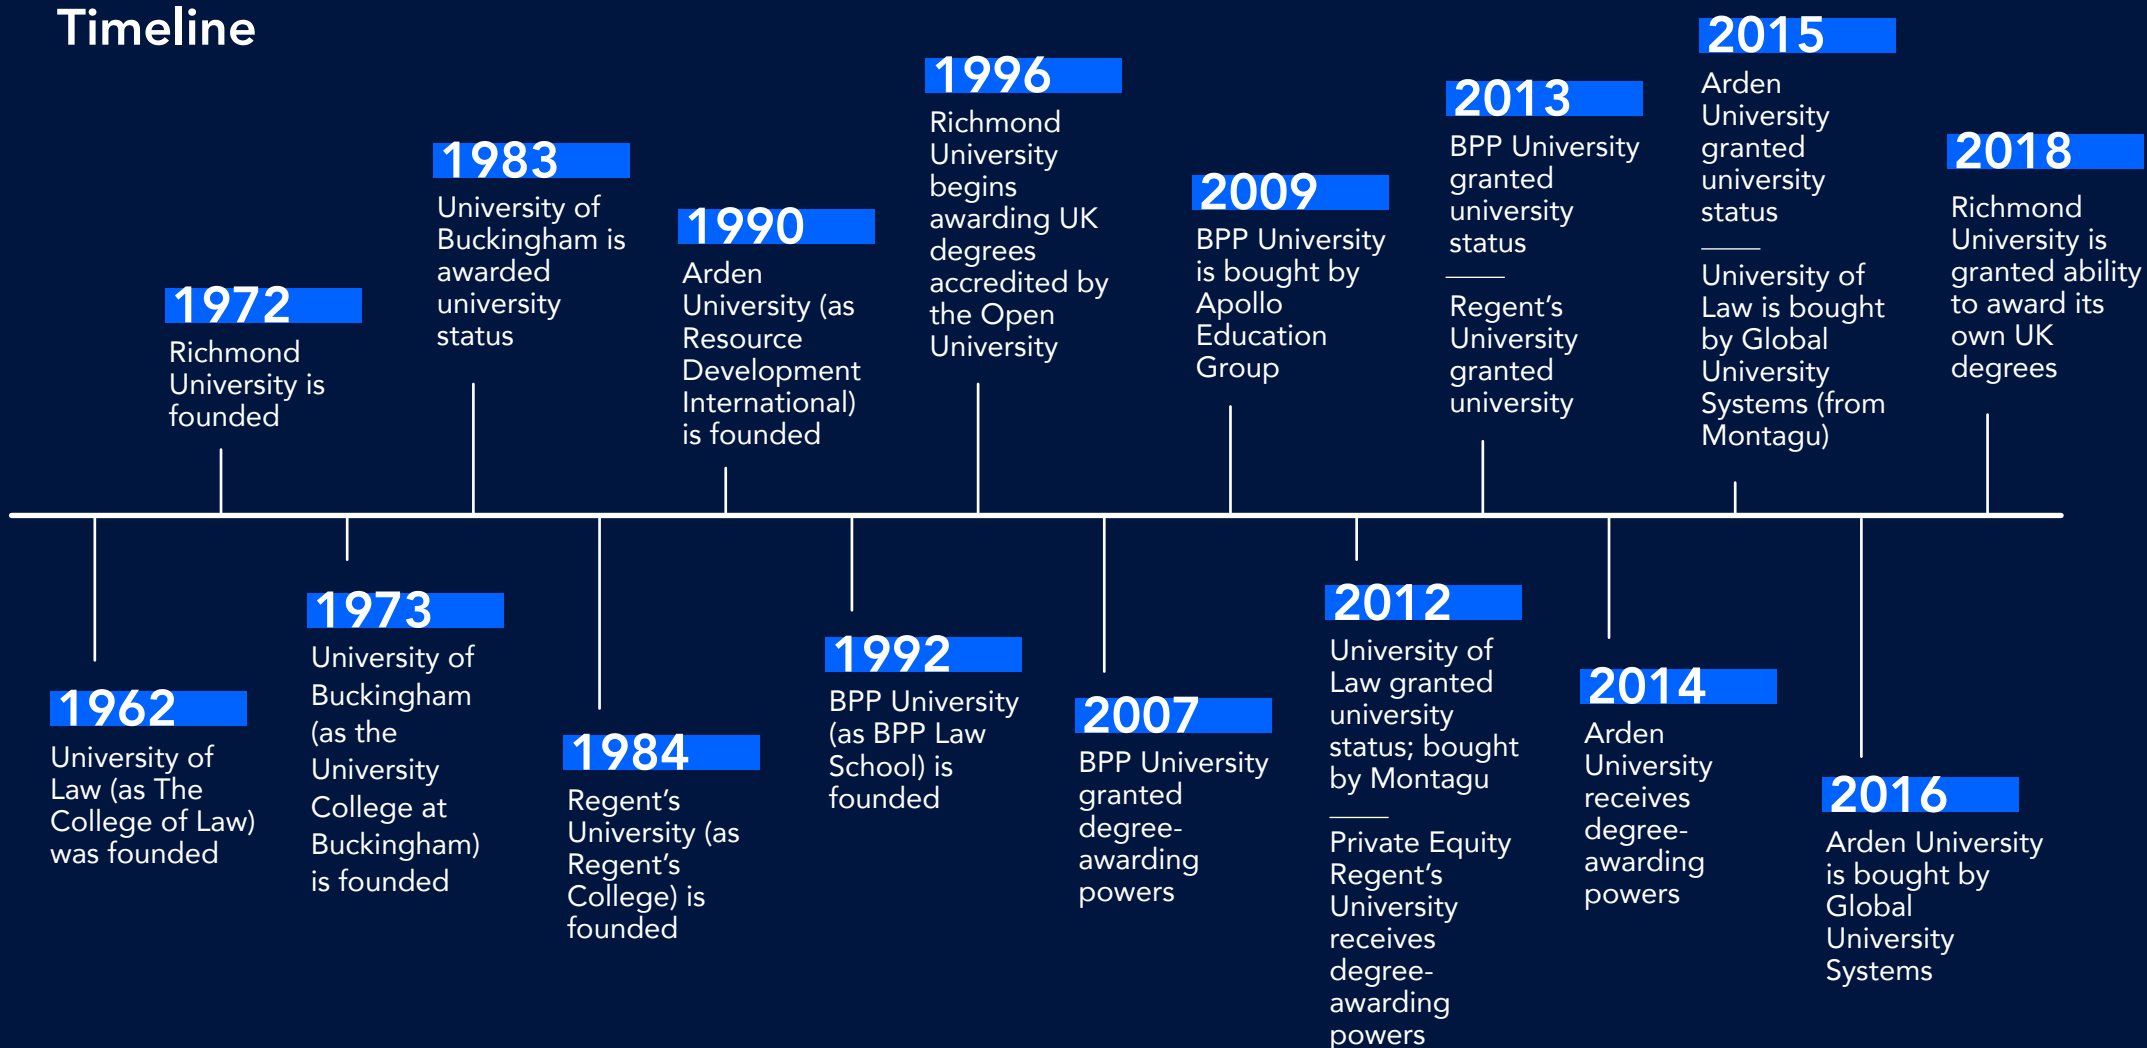 Timeline
1962
University of
Law (as The
College of Law)
was founded
1972
Richmond
University is
founded
1973
University of
Buckingham
(as the
University
College at
Buckingham)
is founded
1983
University of
Buckingham is
awarded
university
status
1984
Regent’s
University (as
Regent’s
College) is
founded
1990
Arden
University (as
Resource
Development
International)
is founded
1992
BPP University
(as BPP Law
School) is
founded
1996
Richmond
University
begins
awarding UK
degrees
accredited by
the Open
University
2007
BPP University
granted
degree-
awarding
powers
2009
BPP University
is bought by
Apollo
Education
Group
2012
University of
Law granted
university
status; bought
by Montagu
Private Equity
Regent’s
University
receives
degree-
awarding
powers
2013
BPP University
granted
university
status
Regent’s
University
granted
university
2014
Arden
University
receives
degree-
awarding
powers
2015
Arden
University
granted
university
status
University of
Law is bought
by Global
University
Systems (from
Montagu)
2016
Arden University
is bought by
Global
University
Systems
2018
Richmond
University is
granted ability
to award its
own UK
degrees